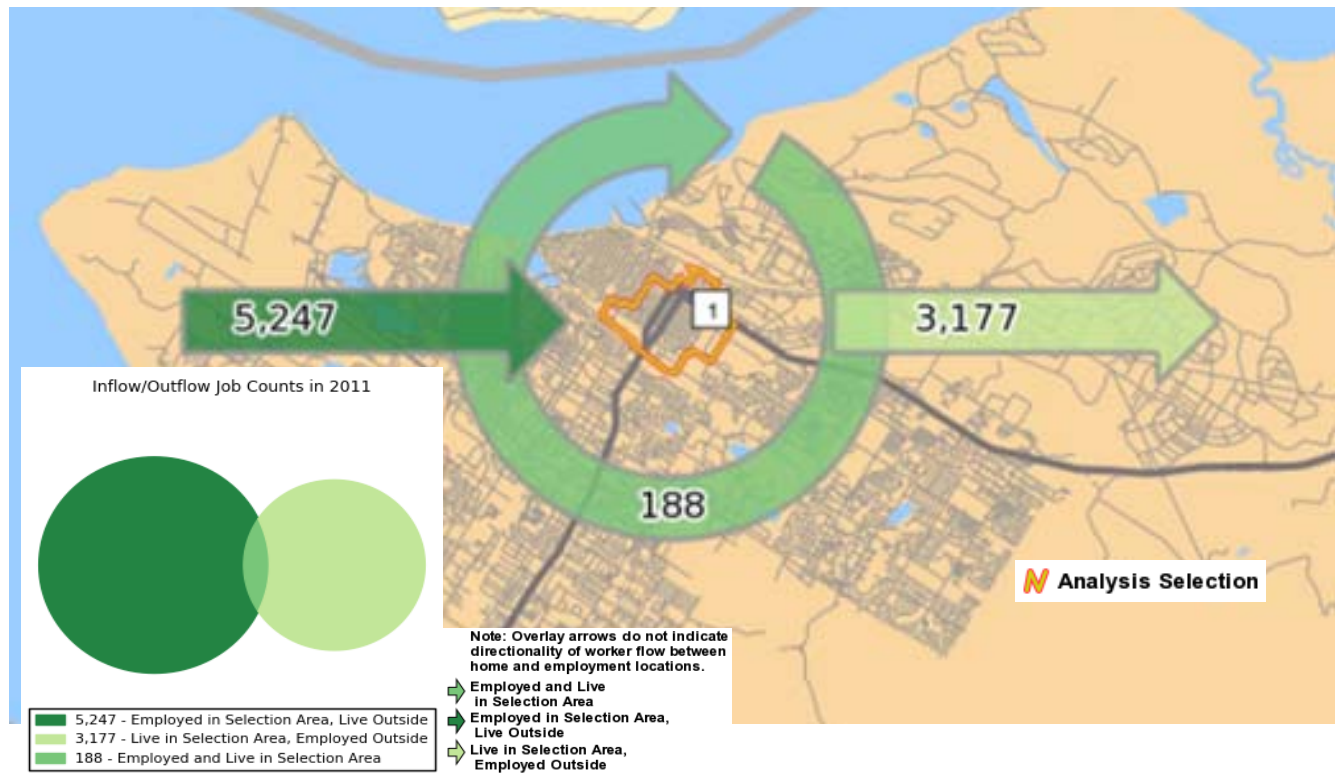 5,247
1
3,177
188
Inflow/Outflow Job Counts in 2011
5,247 - Employed in Selection Area, Live Outside
3,177 - Live in Selection Area, Employed Outside
188 - Employed and Live in Selection Area
Note: Overlay arrows do not indicate
directionality of worker flow between
home and employment locations.
Employed and Live
in Selection Area
Employed in Selection Area,
Live Outside
Live in Selection Area,
Employed Outside
Analysis Selection